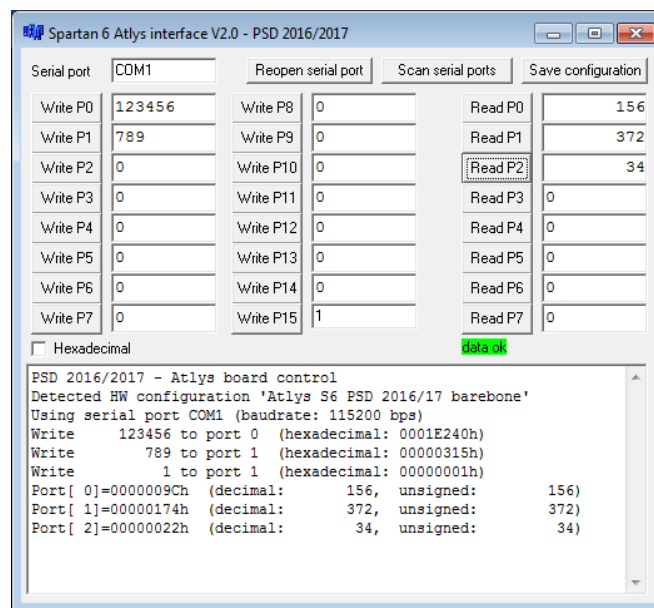 Spartan 6 Atlys interface V2.0 - PSD 2016/2017
Serial port COM1 Reopen serial port Scan serial ports Save configuration
Write P0 123456 Write P8 0 Read P0 156
Write P1 789 Write P9 0 Read P1 372
Write P2 0 Write P10 0 Read P2 34
Write P3 0 Write P11 0 Read P3 0
Write P4 0 Write P12 0 Read P4 0
Write P5 0 Write P13 0 Read P5 0
Write P6 0 Write P14 0 Read P6 0
Write P7 0 Write P15 1 Read P7 0
Hexadecimal data ok
PSD 2016/2017 - Atlys board control
Detected HW configuration 'Atlys S6 PSD 2016/17 barebone'
Using serial port COM1 (baudrate: 115200 bps)
Write 123456 to port 0 (hexadecimal: 0001E240h)
Write 789 to port 1 (hexadecimal: 00000315h)
Write 1 to port 1 (hexadecimal: 00000001h)
Port[ 0]=0000009Ch (decimal: 156, unsigned: 156)
Port[ 1]=00000174h (decimal: 372, unsigned: 372)
Port[ 2]=00000022h (decimal: 34, unsigned: 34)